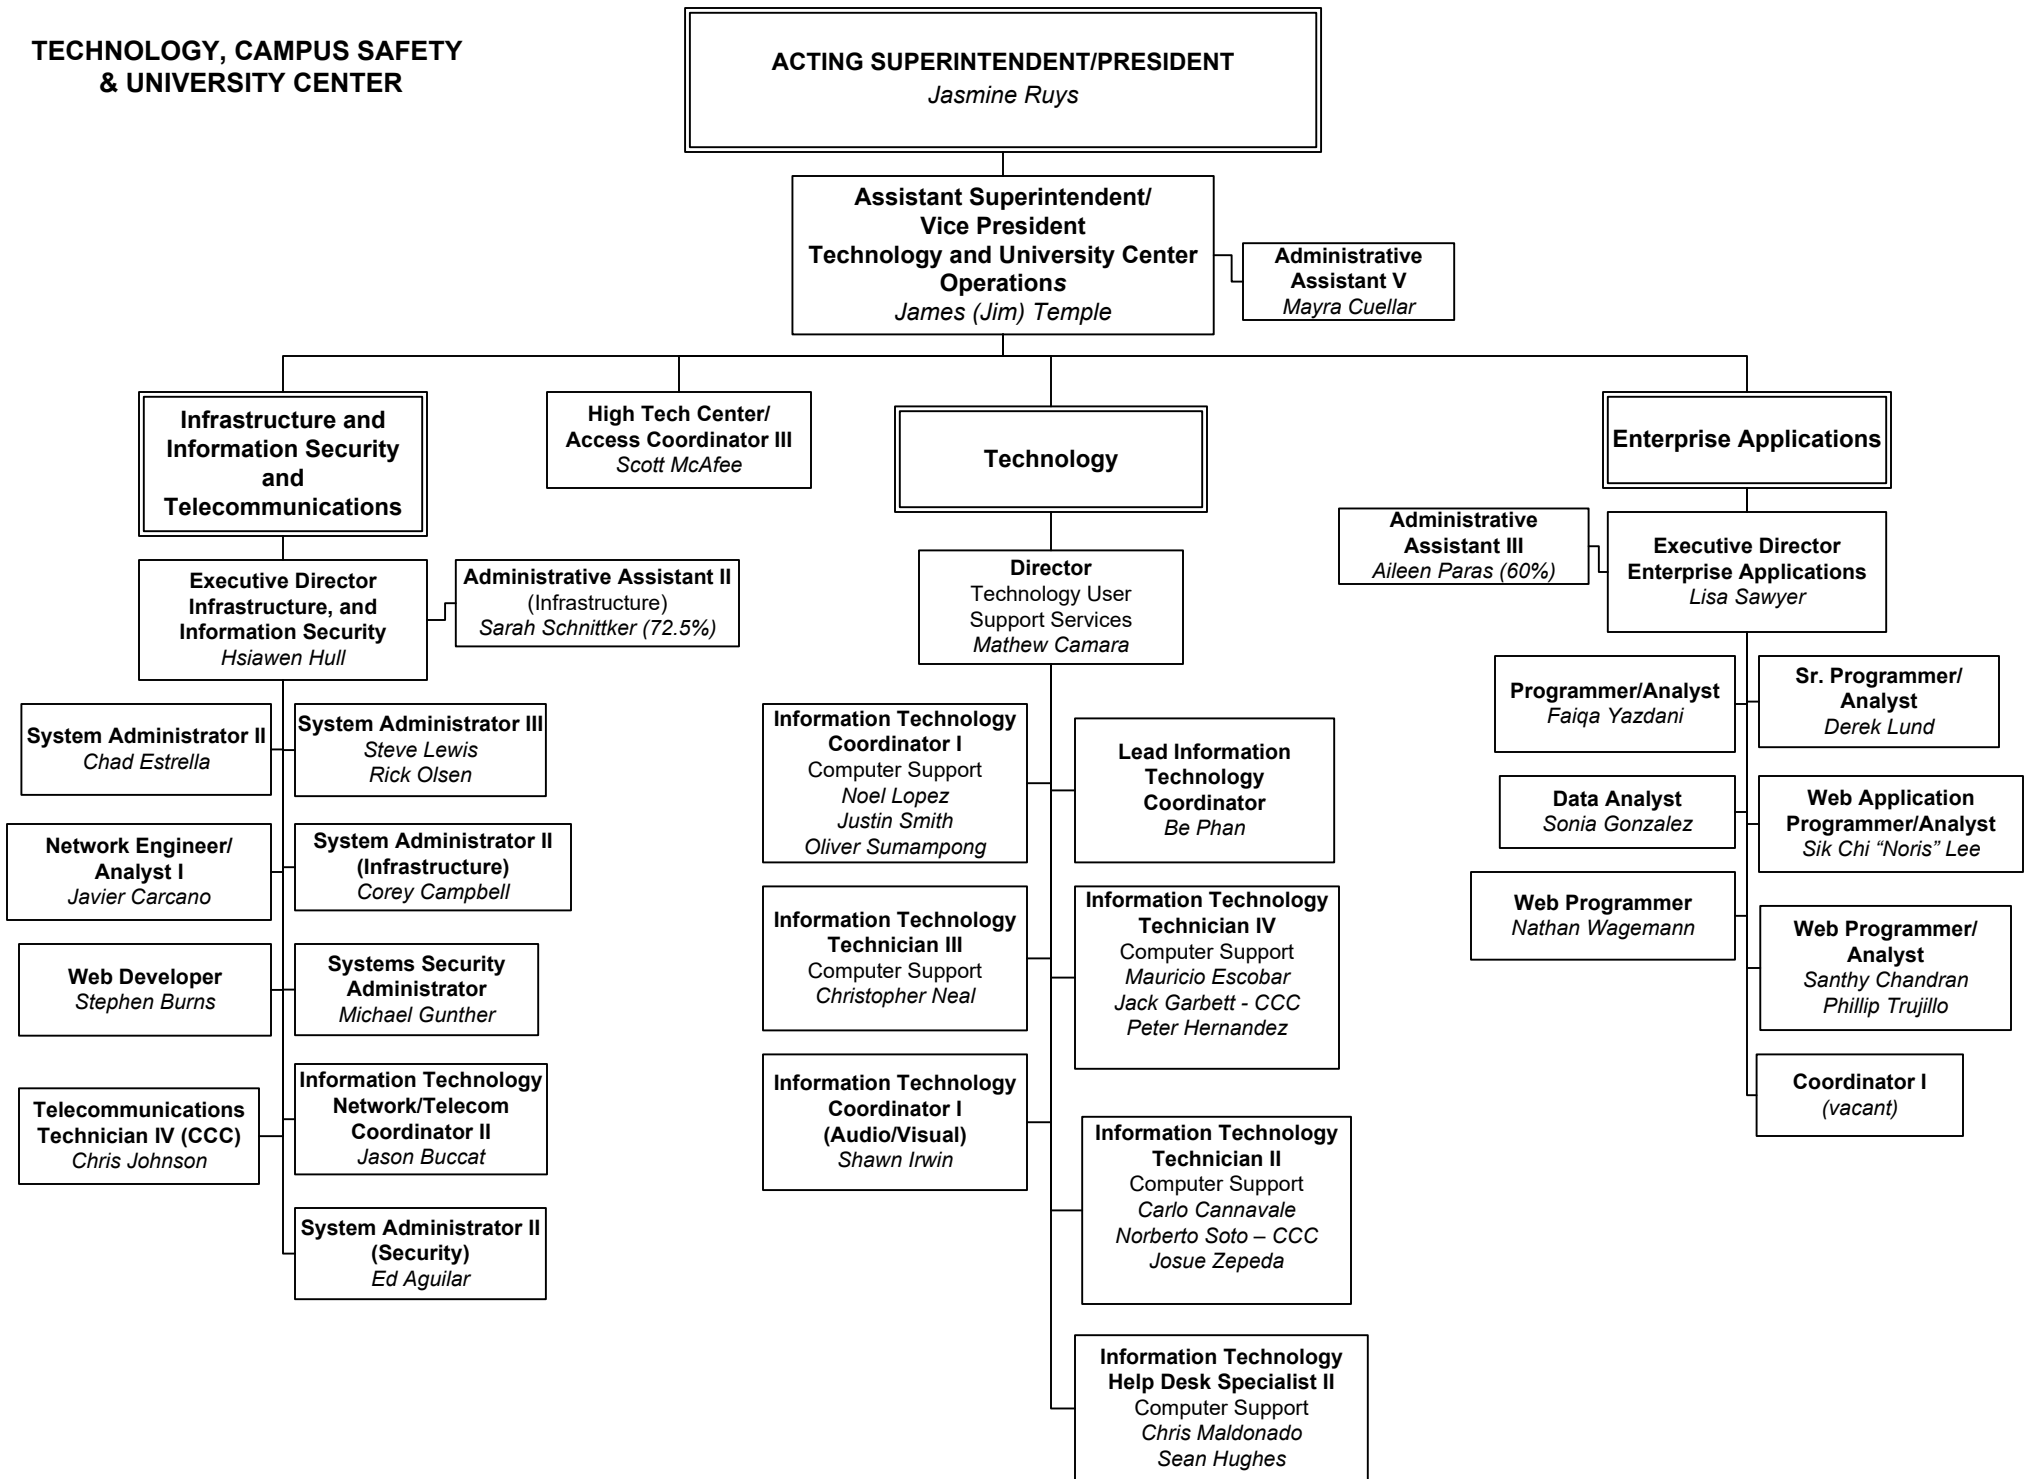 TECHNOLOGY, CAMPUS SAFETY
& UNIVERSITY CENTER
ACTING SUPERINTENDENT/PRESIDENT
Jasmine Ruys
Assistant Superintendent/
Vice President
Technology and University Center
Operations
James (Jim) Temple
Administrative
Assistant V
Mayra Cuellar
Infrastructure and
Information Security
and
Telecommunications
High Tech Center/
Access Coordinator III
Scott McAfee
Technology
Enterprise Applications
Executive Director
Infrastructure, and
Information Security
Hsiawen Hull
Administrative Assistant II
(Infrastructure)
Sarah Schnittker (72.5%)
Director
Technology User
Support Services
Mathew Camara
Administrative
Assistant III
Aileen Paras (60%)
Executive Director
Enterprise Applications
Lisa Sawyer
System Administrator II
Chad Estrella
System Administrator III
Steve Lewis
Rick Olsen
Network Engineer/
Analyst I
Javier Carcano
System Administrator II
(Infrastructure)
Corey Campbell
Web Developer
Stephen Burns
Systems Security
Administrator
Michael Gunther
Telecommunications
Technician IV (CCC)
Chris Johnson
Information Technology
Network/Telecom
Coordinator II
Jason Buccat
System Administrator II
(Security)
Ed Aguilar
Information Technology
Coordinator I
Computer Support
Noel Lopez
Justin Smith
Oliver Sumampong
Lead Information
Technology
Coordinator
Be Phan
Information Technology
Technician III
Computer Support
Christopher Neal
Information Technology
Technician IV
Computer Support
Mauricio Escobar
Jack Garbett - CCC
Peter Hernandez
Information Technology
Coordinator I
(Audio/Visual)
Shawn Irwin
Information Technology
Technician II
Computer Support
Carlo Cannavale
Norberto Soto – CCC
Josue Zepeda
Information Technology
Help Desk Specialist II
Computer Support
Chris Maldonado
Sean Hughes
Programmer/Analyst
Faiqa Yazdani
Sr. Programmer/
Analyst
Derek Lund
Data Analyst
Sonia Gonzalez
Web Application
Programmer/Analyst
Sik Chi “Noris” Lee
Web Programmer
Nathan Wagemann
Web Programmer/
Analyst
Santhy Chandran
Phillip Trujillo
Coordinator I
(vacant)